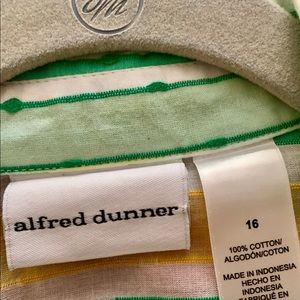 alfred dunner
16
100% COTTON/
ALGODÓN/COTON
MADE IN INDONESIA
HECHO EN
INDONESIA
FABRIQUÉ EN